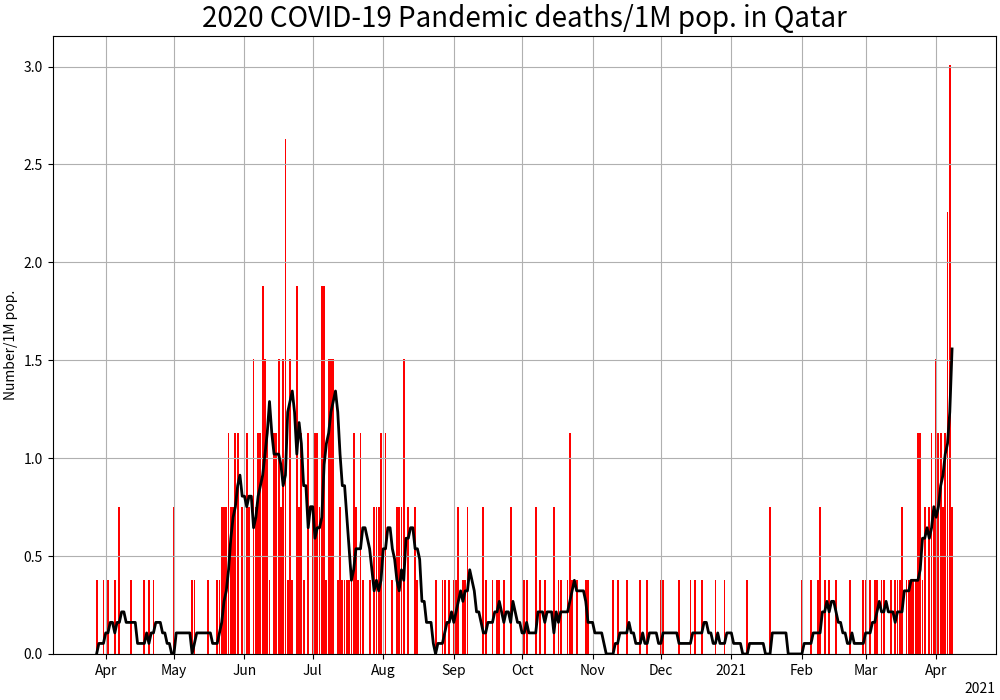 2020 COVID-19 Pandemic deaths/1M pop. in Qatar
Number/1M pop.
3.0
2.5
2.0
1.5
1.0
0.5
0.0
Apr May Jun Jul Aug Sep Oct Nov Dec 2021 Feb Mar Apr
2021